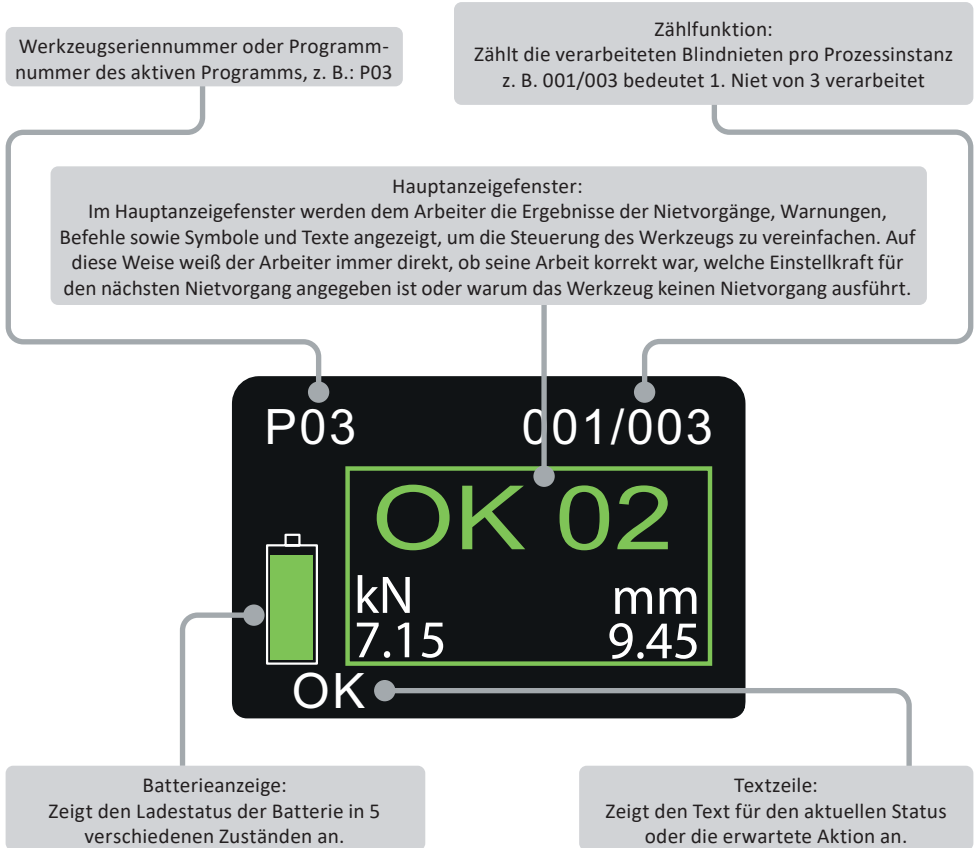 Werkzeugseriennummer oder Programm-
nummer des aktiven Programms, z. B.: P03
Zählfunktion:
Zählt die verarbeiteten Blindnieten pro Prozessinstanz
z. B. 001/003 bedeutet 1. Niet von 3 verarbeitet
Hauptanzeigefenster:
Im Hauptanzeigefenster werden dem Arbeiter die Ergebnisse der Nietvorgänge, Warnungen,
Befehle sowie Symbole und Texte angezeigt, um die Steuerung des Werkzeugs zu vereinfachen. Auf
diese Weise weiß der Arbeiter immer direkt, ob seine Arbeit korrekt war, welche Einstellkraft für
den nächsten Nietvorgang angegeben ist oder warum das Werkzeug keinen Nietvorgang ausführt.
P03 001/003
OK 02
kN mm
7.15 9.45
OK
Batterieanzeige:
Zeigt den Ladestatus der Batterie in 5
verschiedenen Zuständen an.
Textzeile:
Zeigt den Text für den aktuellen Status
oder die erwartete Aktion an.